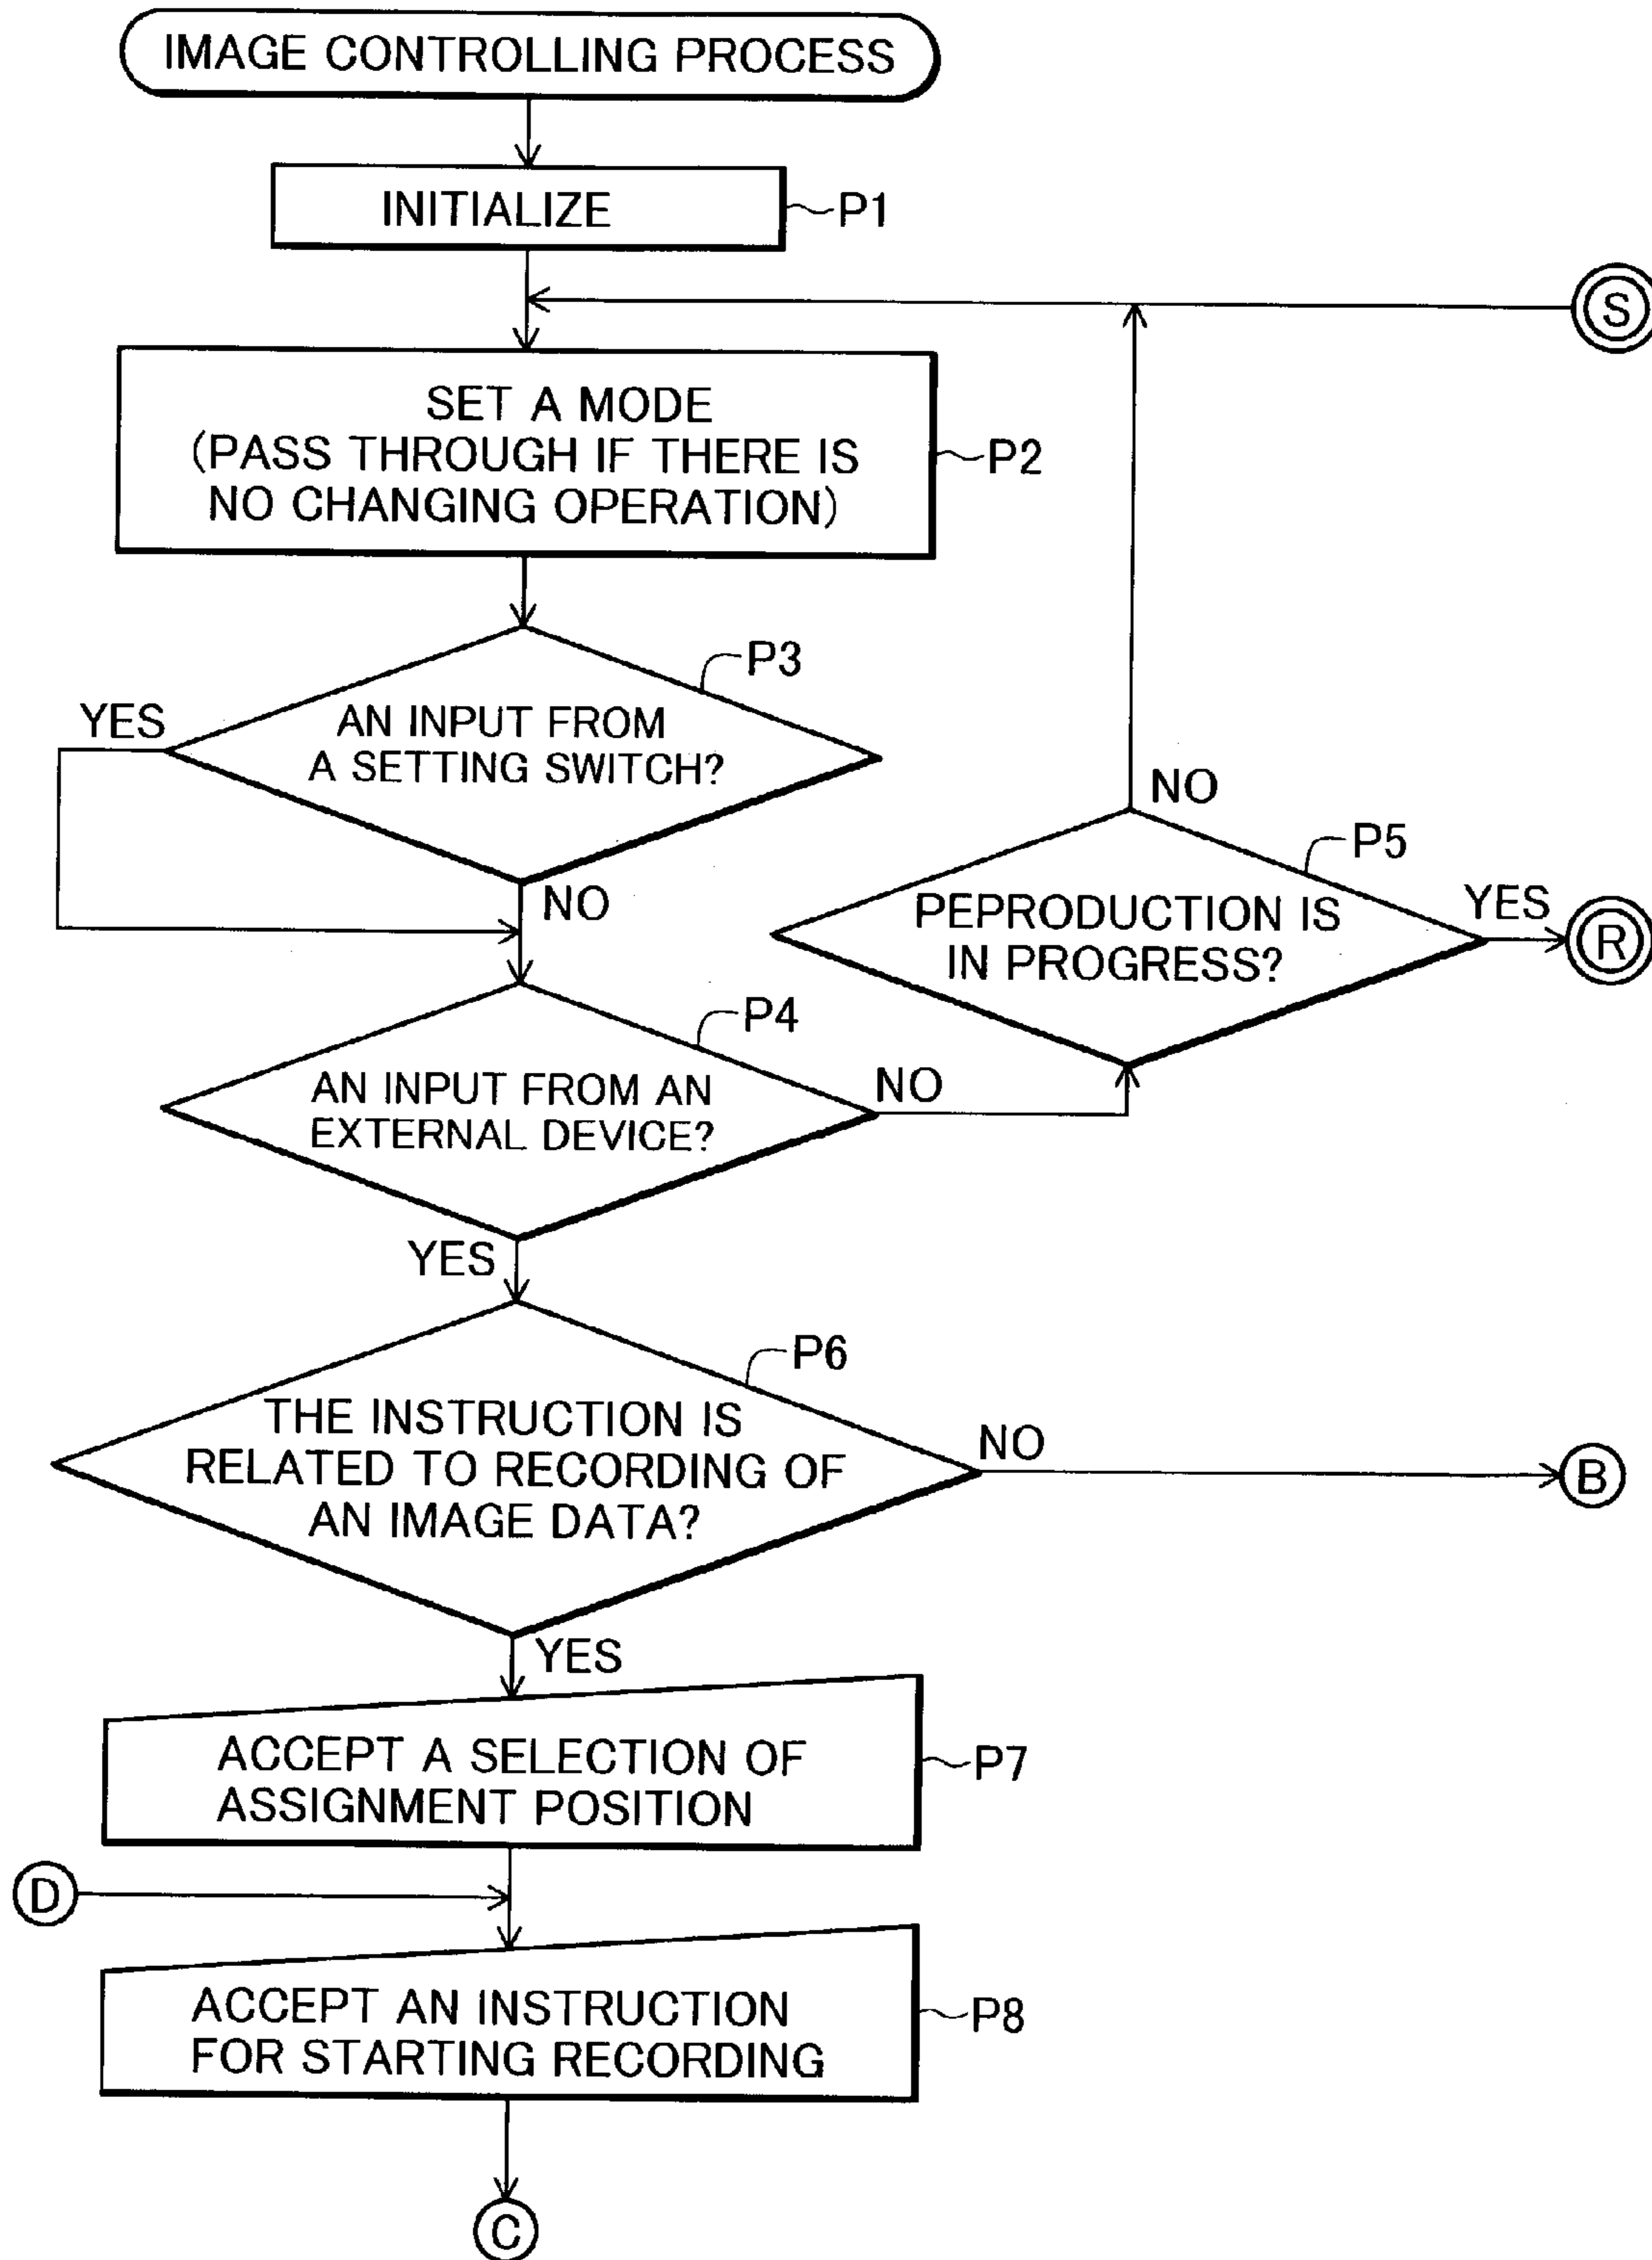 IMAGE CONTROLLING PROCESS
INITIALIZE
P1
S
SET A MODE
(PASS THROUGH IF THERE IS
NO CHANGING OPERATION)
P2
P3
YES
AN INPUT FROM
A SETTING SWITCH?
NO
NO
P5
PEPRODUCTION IS
IN PROGRESS?
YES
R
P4
AN INPUT FROM AN
EXTERNAL DEVICE?
NO
YES
P6
THE INSTRUCTION IS
RELATED TO RECORDING OF
AN IMAGE DATA?
NO
B
YES
ACCEPT A SELECTION OF
ASSIGNMENT POSITION
P7
D
ACCEPT AN INSTRUCTION
FOR STARTING RECORDING
P8
C